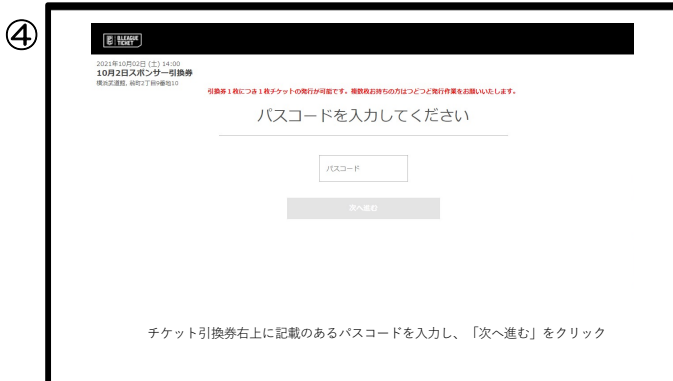 ④
B.LEAGUE
TICKET
2021年10月02日 (土) 14:00
10月2日スポンサー引換券
横浜武道館, 翁町2丁目9番地10
引換券1枚につき1枚チケットの発行が可能です。複数枚お持ちの方はつどつど発行作業をお願いいたします。
パスコードを入力してください
パスコード
次へ進む
チケット引換券右上に記載のあるパスコードを入力し、「次へ進む」をクリック